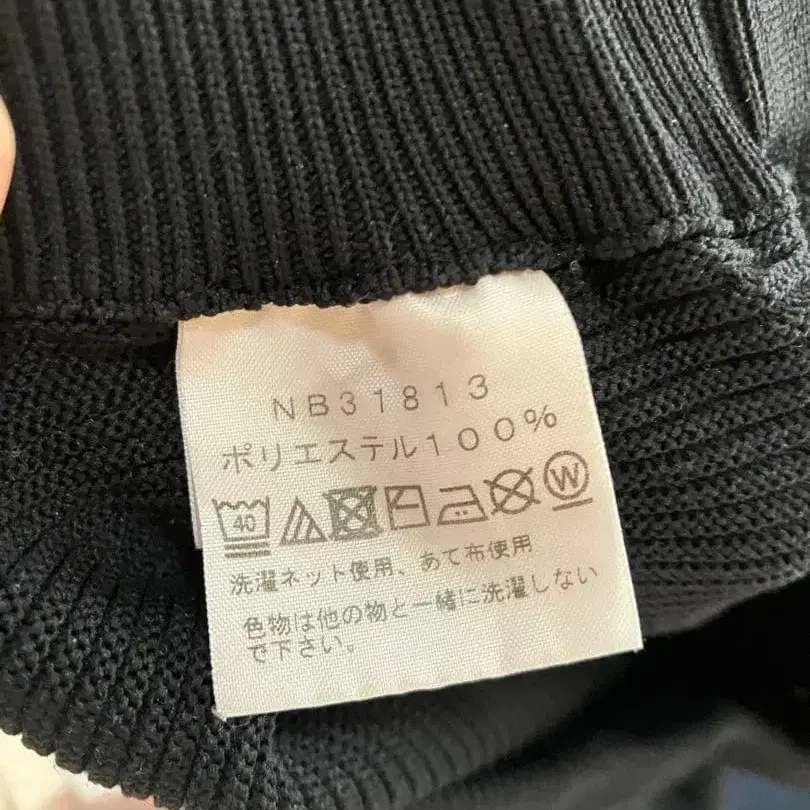 NB31813
ポリエステル100%
40 W
洗濯ネット使用、あて布使用
色物は他の物と一緒に洗濯しない
で下さい。